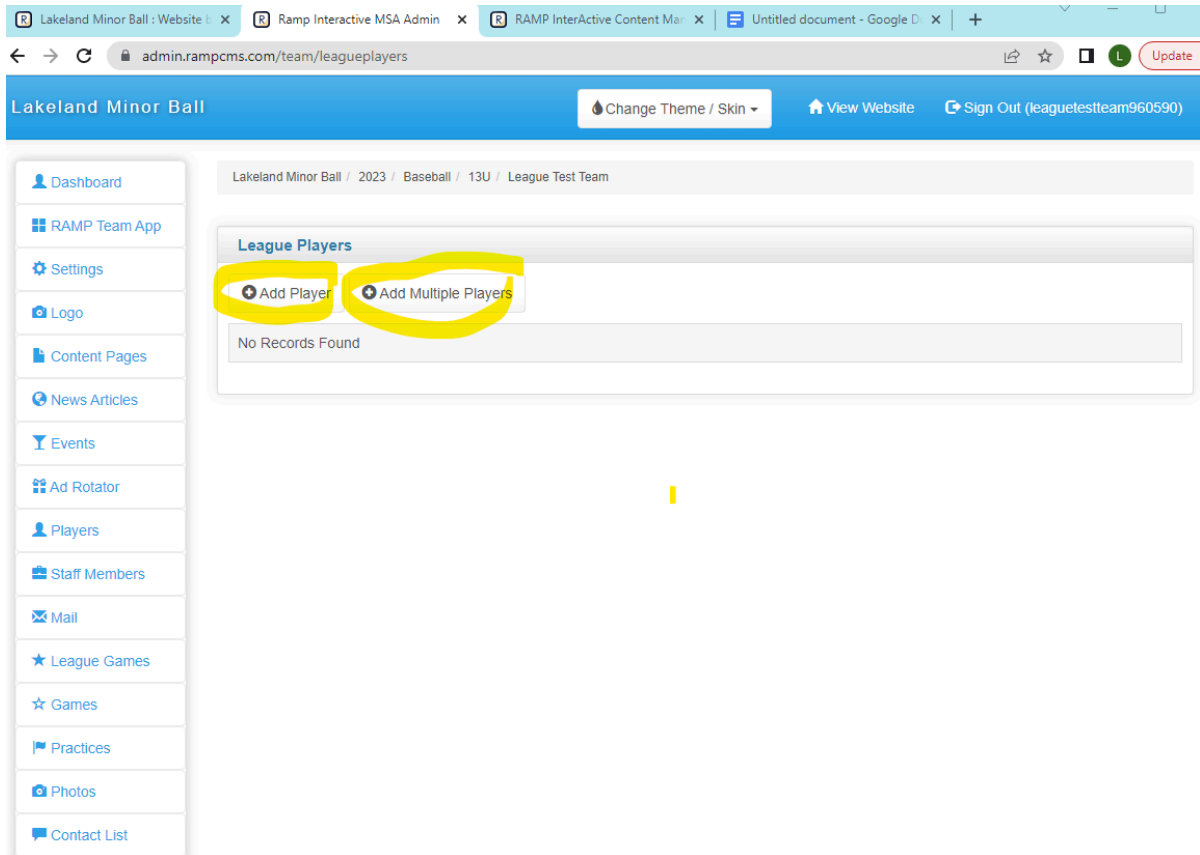 Lakeland Minor Ball : Website b
Ramp Interactive MSA Admin
RAMP InterActive Content Man
Untitled document - Google D
admin.rampcms.com/team/leagueplayers
L
Update
Lakeland Minor Ball
Change Theme / Skin
View Website
Sign Out (leaguetestteam960590)
Dashboard
RAMP Team App
Settings
Logo
Content Pages
News Articles
Events
Ad Rotator
Players
Staff Members
Mail
League Games
Games
Practices
Photos
Contact List
Lakeland Minor Ball / 2023 / Baseball / 13U / League Test Team
League Players
Add Player
Add Multiple Players
No Records Found